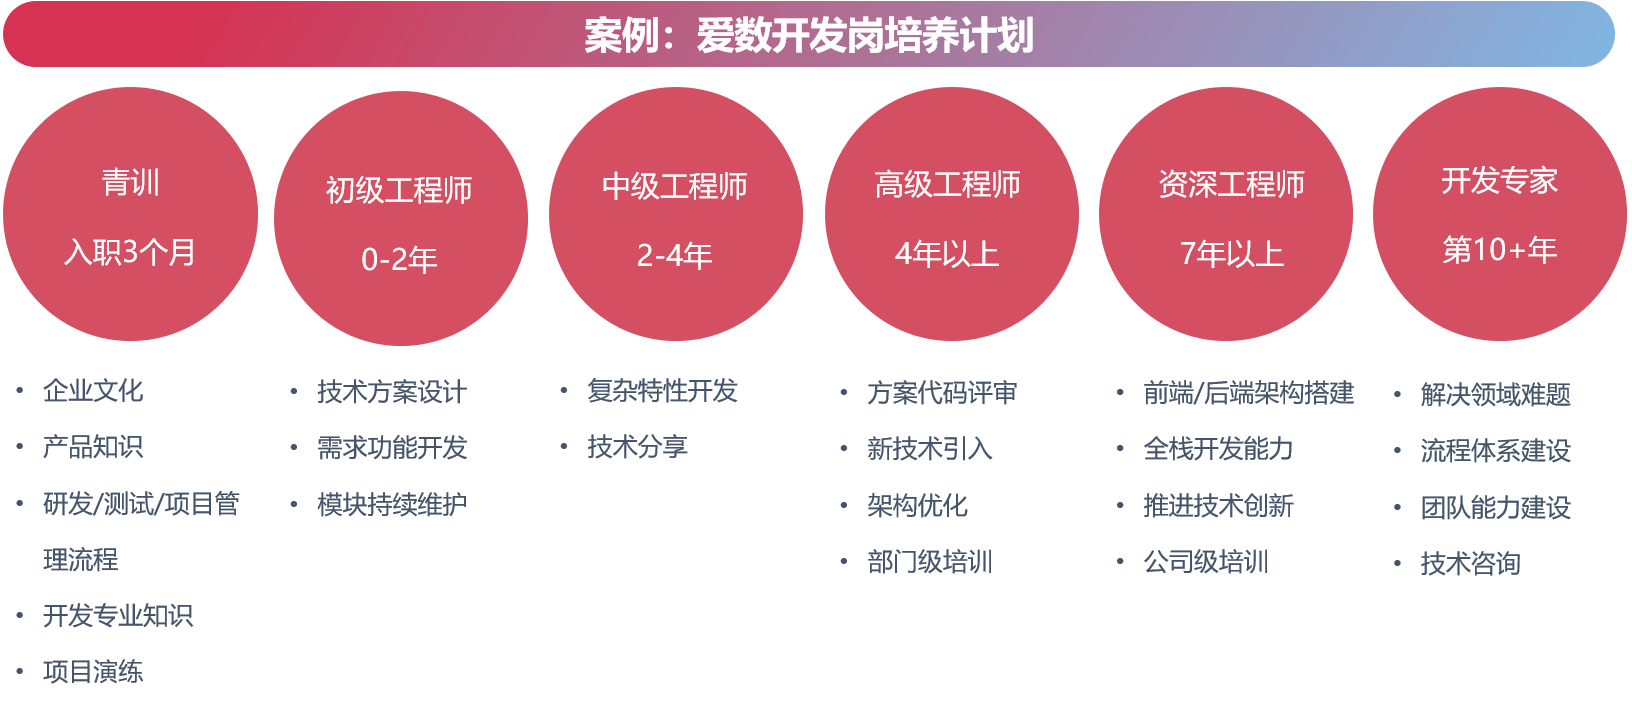 案例：爱数开发岗培养计划
青训
入职3个月
• 企业文化
• 产品知识
• 研发/测试/项目管
理流程
• 开发专业知识
• 项目演练
初级工程师
0-2年
• 技术方案设计
• 需求功能开发
• 模块持续维护
中级工程师
2-4年
• 复杂特性开发
• 技术分享
高级工程师
4年以上
• 方案代码评审
• 新技术引入
• 架构优化
• 部门级培训
资深工程师
7年以上
• 前端/后端架构搭建
• 全栈开发能力
• 推进技术创新
• 公司级培训
开发专家
第10+年
• 解决领域难题
• 流程体系建设
• 团队能力建设
• 技术咨询